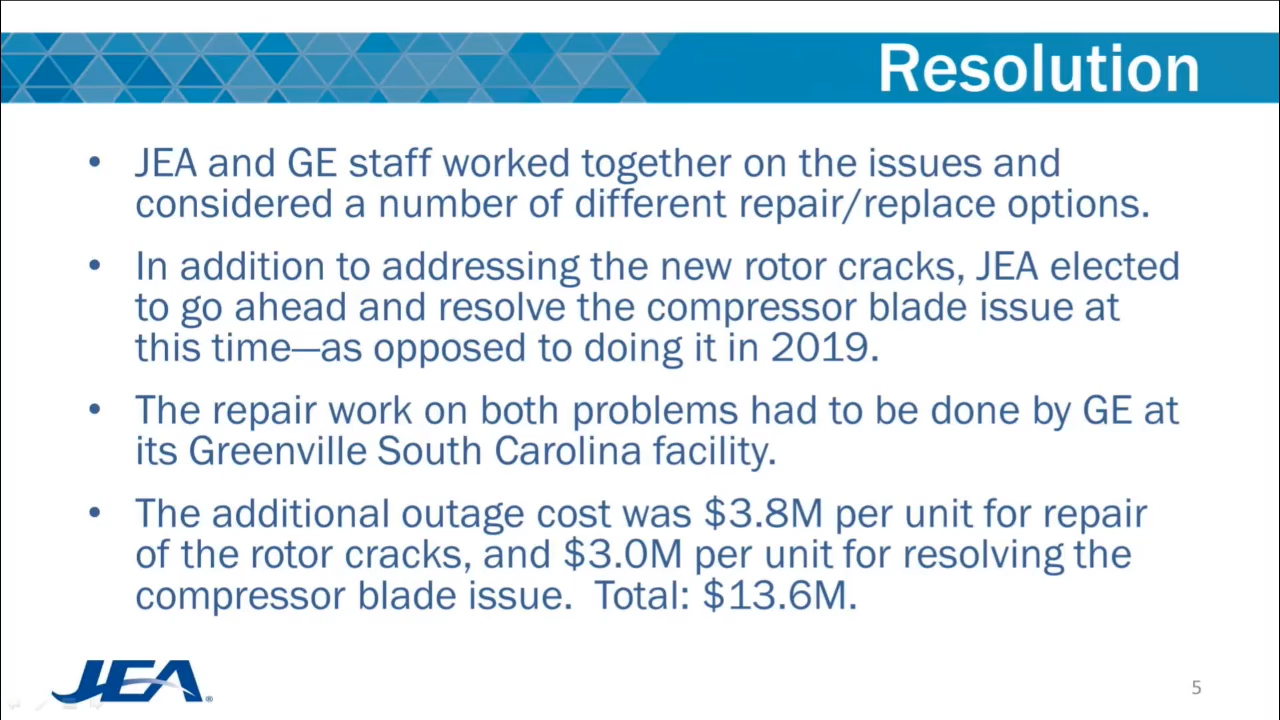 Resolution
• JEA and GE staff worked together on the issues and
considered a number of different repair/replace options.
• In addition to addressing the new rotor cracks, JEA elected
to go ahead and resolve the compressor blade issue at
this time—as opposed to doing it in 2019.
• The repair work on both problems had to be done by GE at
its Greenville South Carolina facility.
• The additional outage cost was $3.8M per unit for repair
of the rotor cracks, and $3.0M per unit for resolving the
compressor blade issue.  Total: $13.6M.
JEA®
5